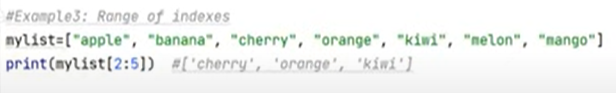 #Example3: Range of indexes
mylist=["apple", "banana", "cherry", "orange", "kiwi", "melon", "mango"]
print(mylist[2:5])  #['cherry', 'orange', 'kiwi']